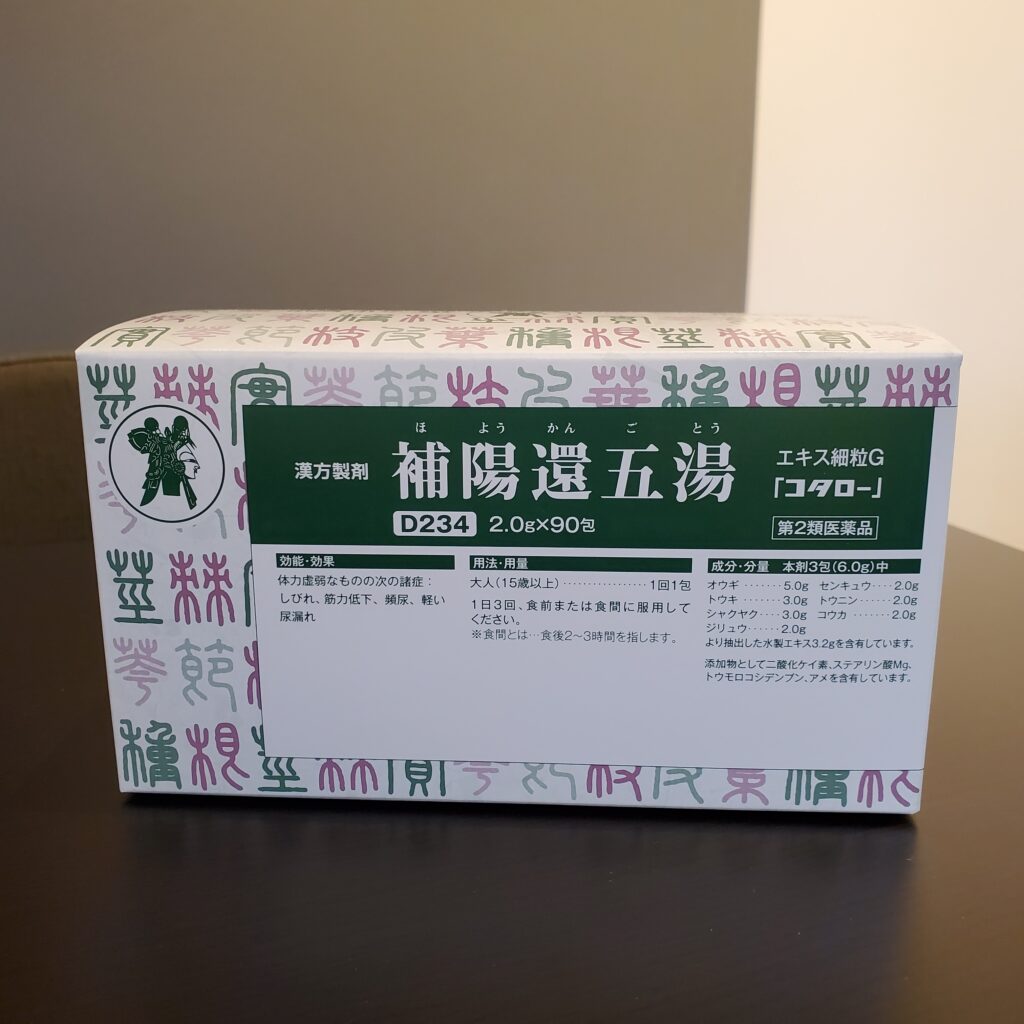 ほ よう かん ご とう
漢方製剤 補陽還五湯 エキス細粒G
「コタロー」
D234 2.0g×90包 第2類医薬品
効能・効果
体力虚弱なものの次の諸症：
しびれ、筋力低下、頻尿、軽い
尿漏れ
用法・用量
大人(15歳以上)‥‥‥‥‥‥1回1包
1日3回、食前または食間に服用して
ください。
※食間とは…食後2〜3時間を指します。
成分・分量 本剤3包(6.0g)中
オウギ‥‥‥5.0g センキュウ‥‥2.0g
トウキ‥‥‥3.0g トウニン‥‥‥2.0g
シャクヤク‥‥3.0g コウカ‥‥‥2.0g
ジリュウ‥‥‥2.0g
より抽出した水製エキス3.2gを含有しています。
添加物として二酸化ケイ素、ステアリン酸Mg、
トウモロコシデンプン、アメを含有しています。